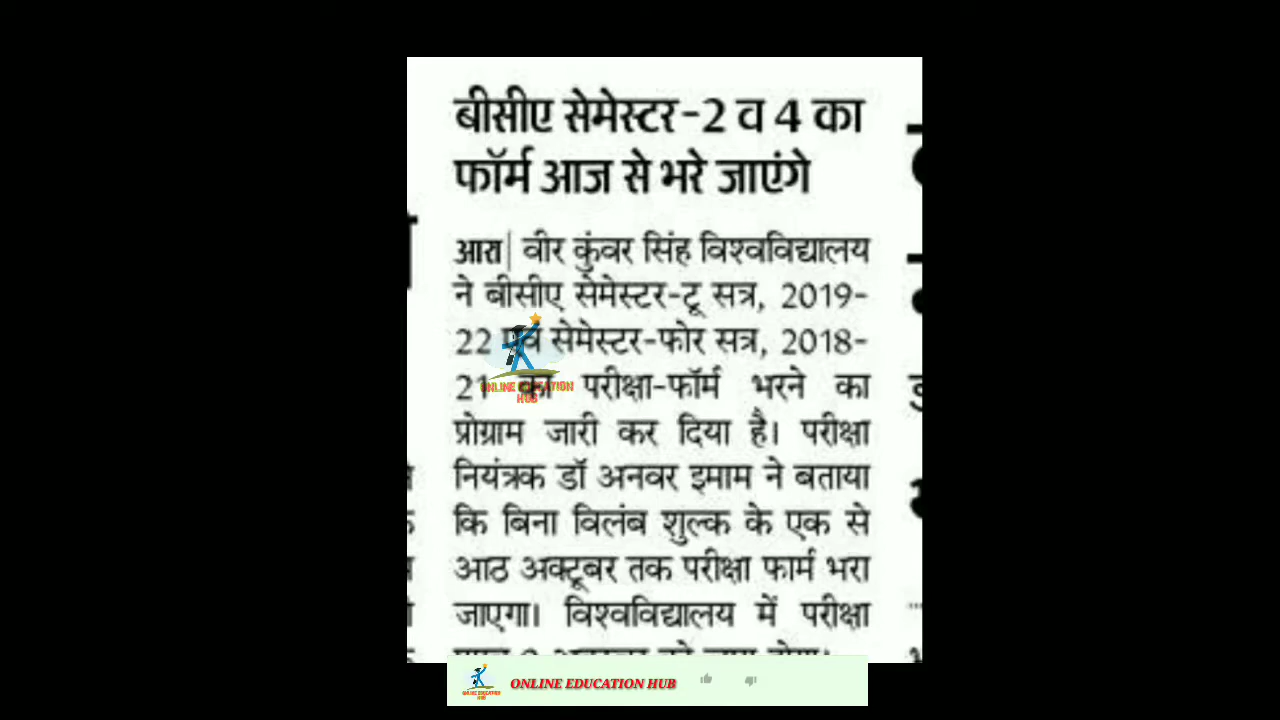 बीसीए सेमेस्टर-2 व 4 का
फॉर्म आज से भरे जाएंगे
आरा| वीर कुंवर सिंह विश्वविद्यालय
ने बीसीए सेमेस्टर-टू सत्र, 2019-
22 एवं सेमेस्टर-फोर सत्र, 2018-
21 का परीक्षा-फॉर्म भरने का
प्रोग्राम जारी कर दिया है। परीक्षा
नियंत्रक डॉ अनवर इमाम ने बताया
कि बिना विलंब शुल्क के एक से
आठ अक्टूबर तक परीक्षा फार्म भरा
जाएगा। विश्वविद्यालय में परीक्षा
ONLINE EDUCATION
HUB
ONLINE EDUCATION HUB